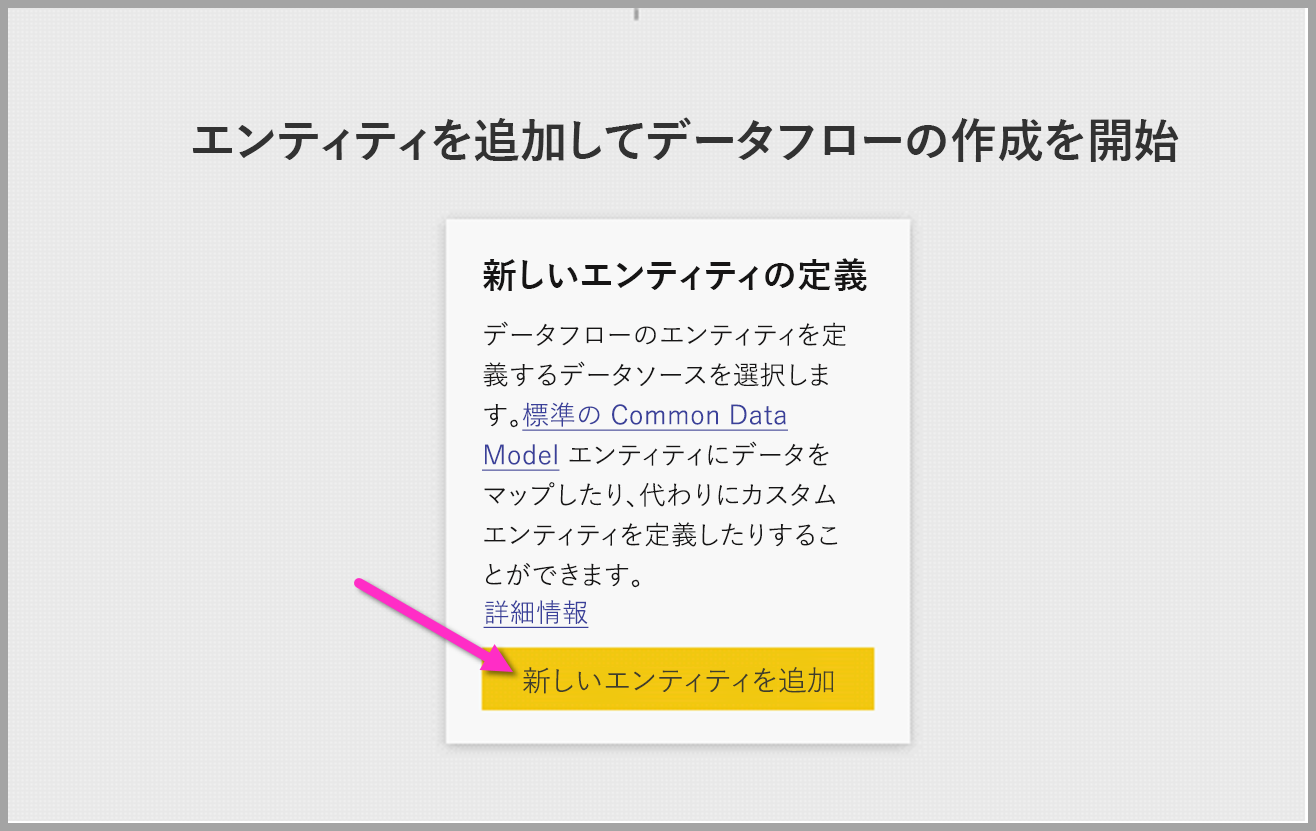 エンティティを追加してデータフローの作成を開始
新しいエンティティの定義
データフローのエンティティを定
義するデータソースを選択しま
す。標準の Common Data
Model エンティティにデータを
マップしたり、代わりにカスタム
エンティティを定義したりするこ
とができます。
詳細情報
新しいエンティティを追加